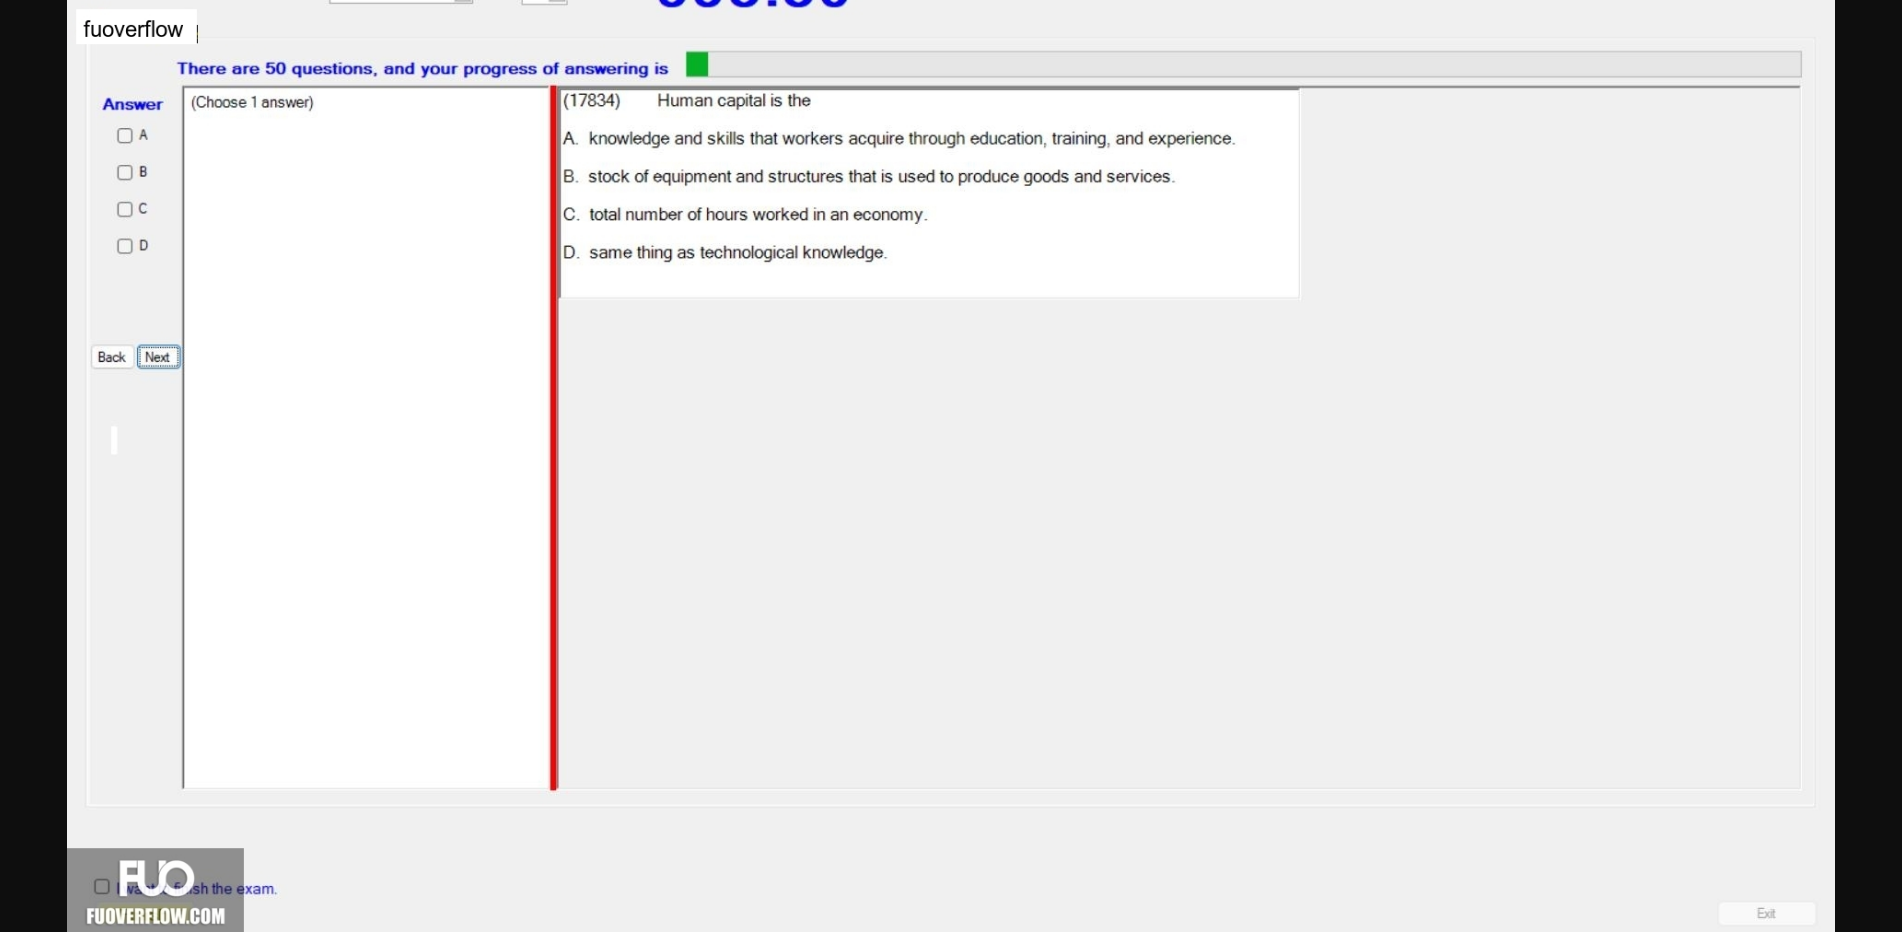 fuoverflow
There are 50 questions, and your progress of answering is
Answer
(Choose 1 answer)
A
B
C
D
Back Next
(17834) Human capital is the
A. knowledge and skills that workers acquire through education, training, and experience.
B. stock of equipment and structures that is used to produce goods and services.
C. total number of hours worked in an economy.
D. same thing as technological knowledge.
FUO
I want finish the exam.
FUOVERFLOW.COM
Exit